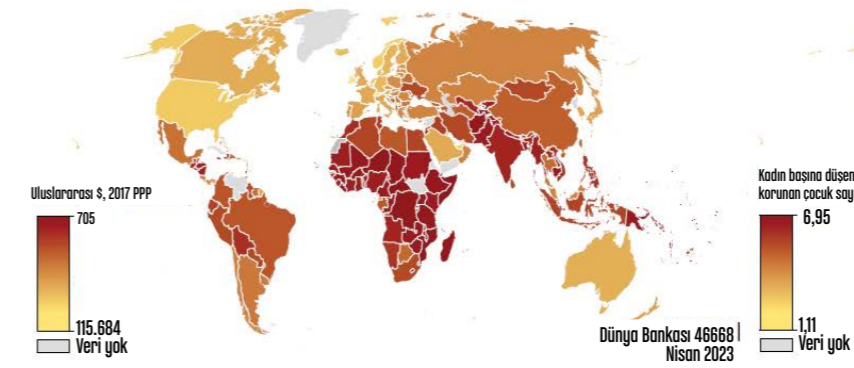 Uluslararası $, 2017 PPP
705
115.684
Veri yok
Dünya Bankası 46668
Nisan 2023
Kadın başına düşen
korunan çocuk say
6,95
1,11
Veri yok